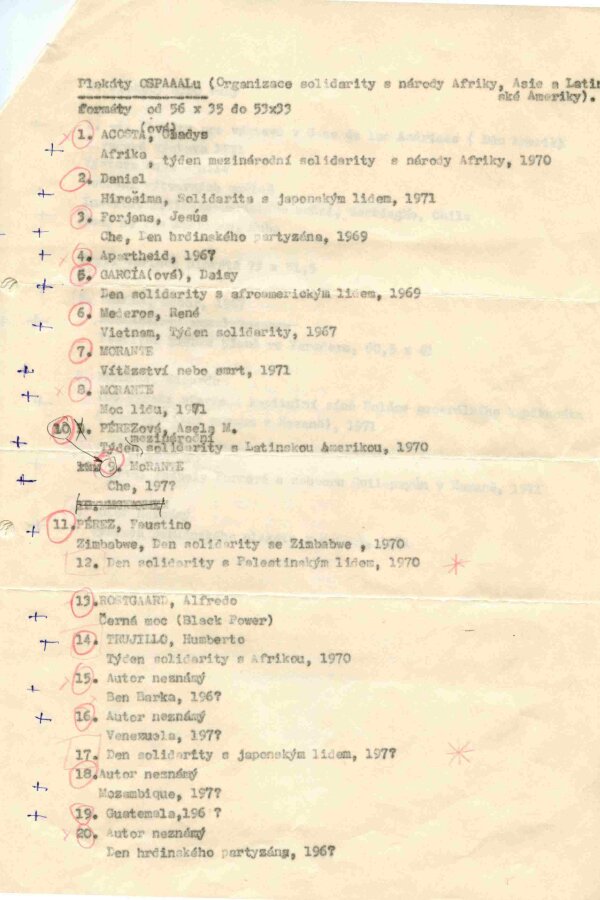 Plakáty OSPAAALu (Organizace solidarity s národy Afriky, Asie a Latin
ské Ameriky).
formáty od 56 x 35 do 53x33
(ová)
1. ACOSTA, Gladys
Afrika, týden mezinárodní solidarity s národy Afriky, 1970
2. Daniel
Hirošima, Solidarita s japonským lidem, 1971
3. Forjans, Jesús
Che, Den hrdinského partyzána, 1969
4. Apartheid, 196?
5. GARCÍA(ová), Daisy
Den solidarity s afroamerickým lidem, 1969
6. Mederos, René
Vietnam, Týden solidarity, 1967
7. MORANTE
Vítězství nebo smrt, 1971
8. MORANTE
Moc lidu, 1971
10 9. PÉREZová, Asela M.
mezinárodní
Týden solidarity s Latinskou Amerikou, 1970
9. MoRANTE
Che, 197?
11. PÉREZ, Faustino
Zimbabwe, Den solidarity se Zimbabwe , 1970
12. Den solidarity s Palestinským lidem, 1970
13. ROSTGAARD, Alfredo
Černá moc (Black Power)
14. TRUJILLO, Humberto
Týden solidarity s Afrikou, 1970
15. Autor neznámý
Ben Barka, 196?
16. Autor neznámý
Venezuela, 197?
17. Den solidarity s japonským lidem, 197?
18. Autor neznámý
Mozambique, 197?
19. Guatemala,196 ?
20. Autor neznámý
Den hrdinského partyzána, 196?